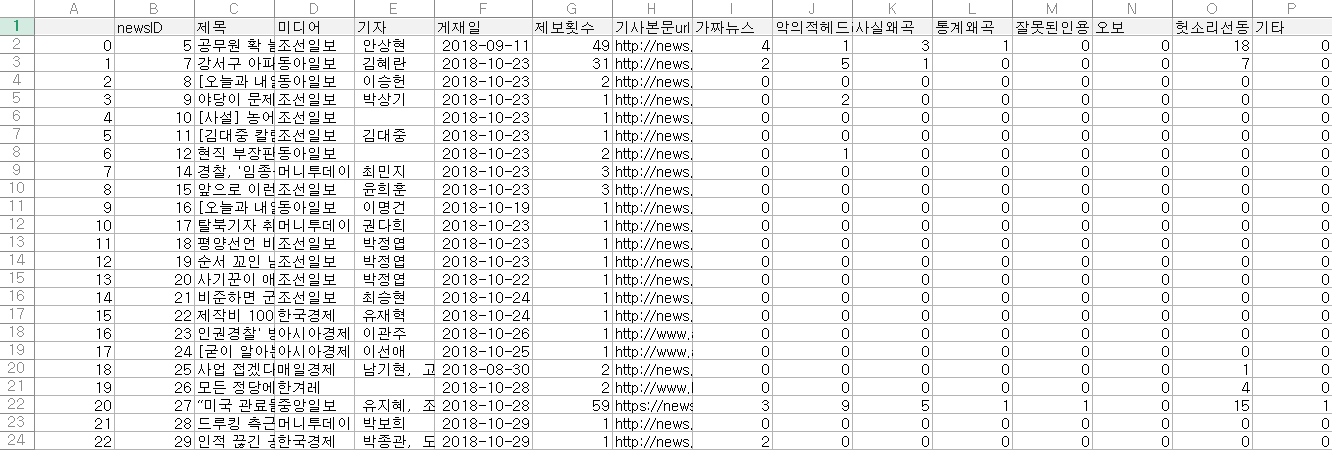 A B C D E F G H I J K L M N O P
1 newsID 제목 미디어 기자 게재일 제보횟수 기사본문url 가짜뉴스 악의적헤드 사실왜곡 통계왜곡 잘못된인용 오보 헛소리선동 기타
2 0 5 공무원 확 조선일보 안상현 2018-09-11 49 http://news. 4 1 3 1 0 0 18 0
3 1 7 강서구 아파 동아일보 김혜란 2018-10-23 31 http://news. 2 5 1 0 0 0 7 0
4 2 8 [오늘과 내일 동아일보 이승헌 2018-10-23 2 http://news. 0 0 0 0 0 0 0 0
5 3 9 야당이 문제 조선일보 박상기 2018-10-23 1 http://news. 0 2 0 0 0 0 0 0
6 4 10 [사설] 농어 조선일보 2018-10-23 1 http://news. 0 0 0 0 0 0 0 0
7 5 11 [김대중 칼럼 조선일보 김대중 2018-10-23 1 http://news. 0 0 0 0 0 0 0 0
8 6 12 현직 부장판 동아일보 2018-10-23 2 http://news. 0 1 0 0 0 0 0 0
9 7 14 경찰, '임종 머니투데이 최민지 2018-10-23 3 http://news. 0 0 0 0 0 0 0 0
10 8 15 앞으로 이런 조선일보 윤희훈 2018-10-23 3 http://news. 0 0 0 0 0 0 0 0
11 9 16 [오늘과 내일 동아일보 이명건 2018-10-19 1 http://news. 0 0 0 0 0 0 0 0
12 10 17 탈북기자 취 머니투데이 권다희 2018-10-23 1 http://news. 0 0 0 0 0 0 0 0
13 11 18 평양선언 비 조선일보 박정엽 2018-10-23 1 http://news. 0 0 0 0 0 0 0 0
14 12 19 순서 꼬인 남 조선일보 박정엽 2018-10-23 1 http://news. 0 0 0 0 0 0 0 0
15 13 20 사기꾼이 애 조선일보 박정엽 2018-10-22 1 http://news. 0 0 0 0 0 0 0 0
16 14 21 비준하면 군 조선일보 최승현 2018-10-24 1 http://news. 0 0 0 0 0 0 0 0
17 15 22 제작비 100 한국경제 유재혁 2018-10-24 1 http://news. 0 0 0 0 0 0 0 0
18 16 23 인권경찰' 아시아경제 이관주 2018-10-26 1 http://www. 0 0 0 0 0 0 0 0
19 17 24 [굳이 알아 아시아경제 이선애 2018-10-25 1 http://www. 0 0 0 0 0 0 0 0
20 18 25 사업 접겠다 매일경제 남기현, 고 2018-08-30 2 http://news. 0 0 0 0 0 0 1 0
21 19 26 모든 정당에 한겨레 2018-10-28 2 http://www. 0 0 0 0 0 0 4 0
22 20 27 “미국 관료들 중앙일보 유지혜, 조 2018-10-28 59 https://news 3 9 5 1 1 0 15 1
23 21 28 드루킹 측근 머니투데이 박보희 2018-10-29 1 http://news. 0 0 0 0 0 0 0 0
24 22 29 인적 끊긴 공 한국경제 박종관, 도 2018-10-29 1 http://news. 2 0 0 0 0 0 0 0